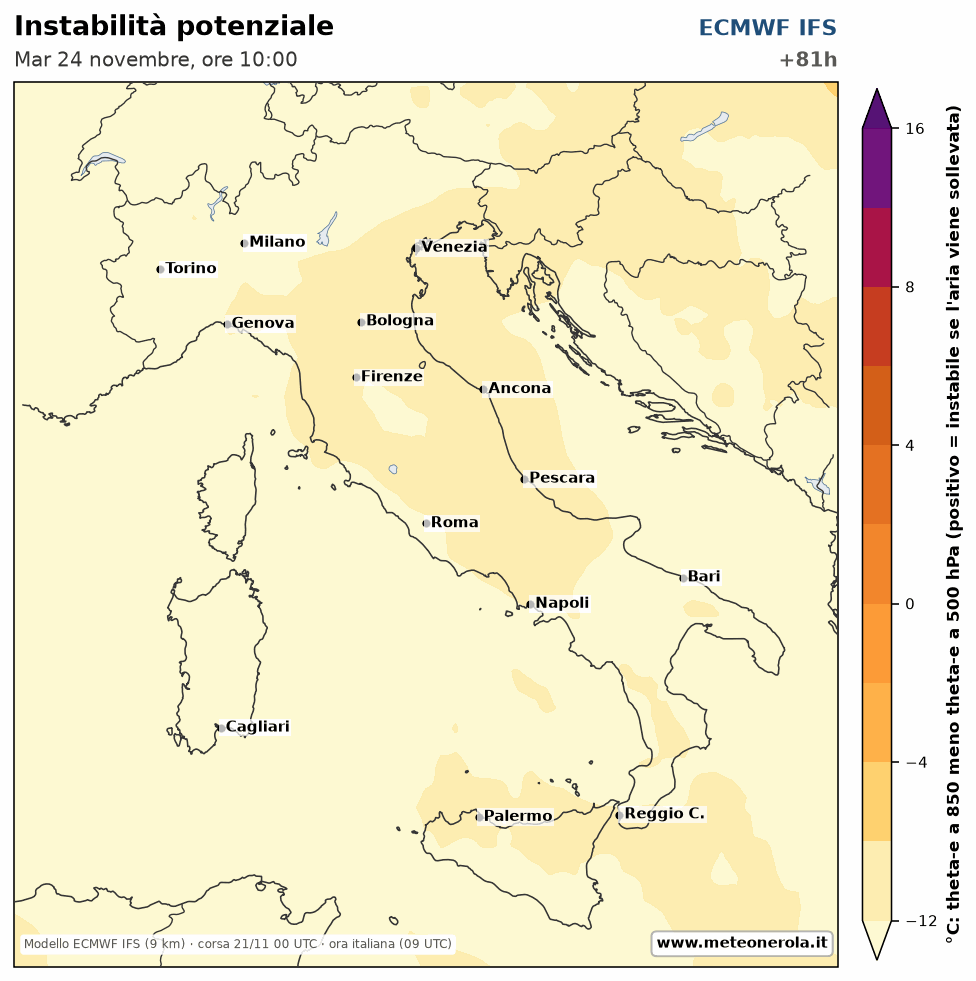 Instabilità potenziale
ECMWF IFS
Mar 24 novembre, ore 10:00
+81h
Milano
Venezia
Torino
Genova
Bologna
Firenze
Ancona
Pescara
Roma
Bari
Napoli
Cagliari
Palermo
Reggio C.
16
8
4
0
−4
−12
°C: theta-e a 850 meno theta-e a 500 hPa (positivo = instabile se l'aria viene sollevata)
Modello ECMWF IFS (9 km) · corsa 21/11 00 UTC · ora italiana (09 UTC)
www.meteonerola.it